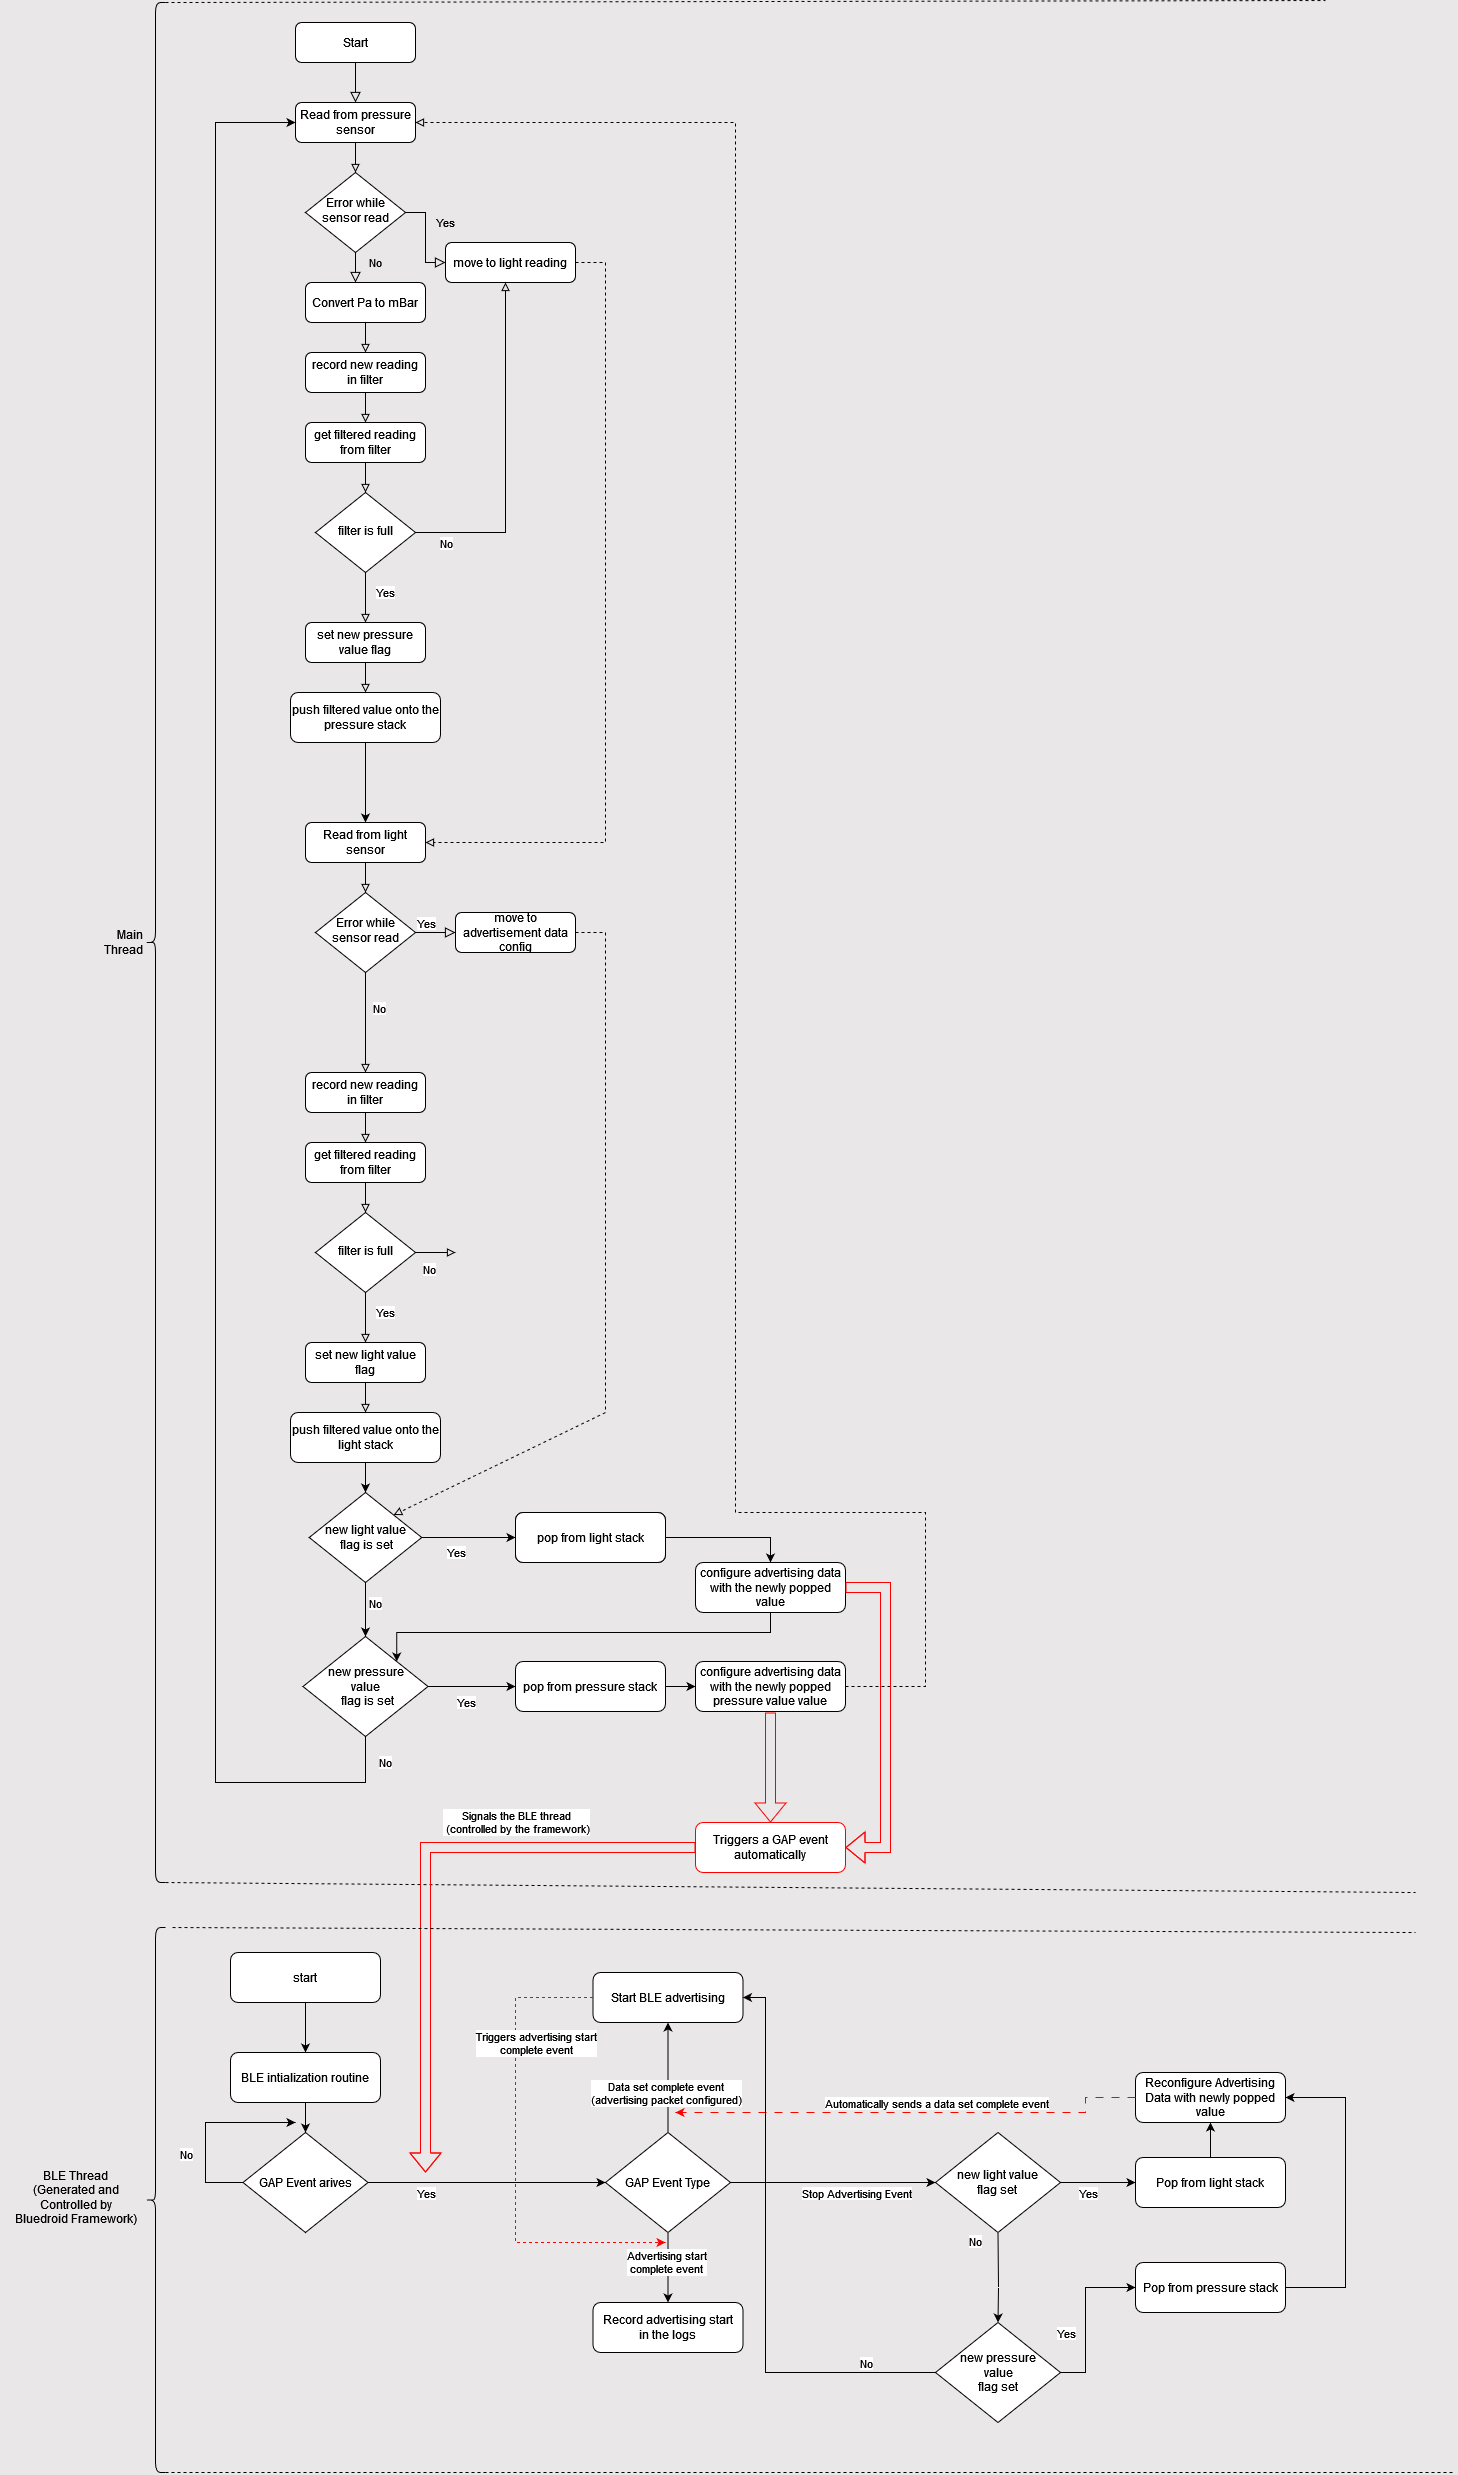 Start
Read from pressure
sensor
Error while
sensor read
Yes
No
move to light reading
Convert Pa to mBar
record new reading
in filter
get filtered reading
from filter
filter is full
No
Yes
set new pressure
value flag
push filtered value onto the
pressure stack
Read from light
sensor
Main
Thread
Error while
sensor read
Yes
move to
advertisement data
config
No
record new reading
in filter
get filtered reading
from filter
filter is full
No
Yes
set new light value
flag
push filtered value onto the
light stack
new light value
flag is set
Yes
pop from light stack
configure advertising data
with the newly popped
value
No
new pressure
value
flag is set
Yes
pop from pressure stack
configure advertising data
with the newly popped
pressure value value
No
Signals the BLE thread
(controlled by the framework)
Triggers a GAP event
automatically
start
Start BLE advertising
Triggers advertising start
complete event
BLE intialization routine
Data set complete event
(advertising packet configured)
Automatically sends a data set complete event
Reconfigure Advertising
Data with newly popped
value
No
GAP Event arives
Yes
GAP Event Type
Stop Advertising Event
new light value
flag set
Yes
Pop from light stack
BLE Thread
(Generated and
Controlled by
Bluedroid Framework)
No
Advertising start
complete event
Pop from pressure stack
Record advertising start
in the logs
Yes
No
new pressure
value
flag set